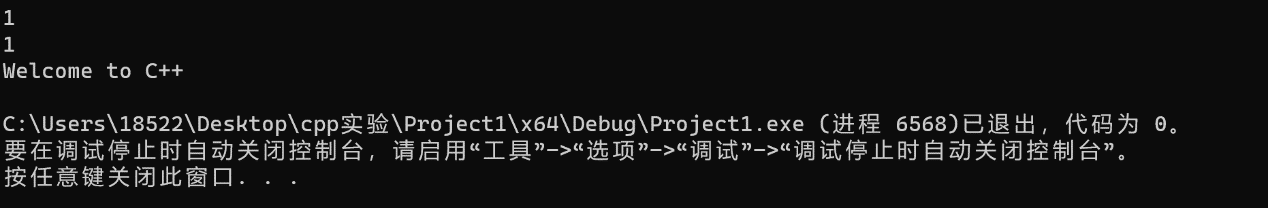 1
1
Welcome to C++
C:\Users\18522\Desktop\cpp实验\Project1\x64\Debug\Project1.exe (进程 6568)已退出，代码为 0。
要在调试停止时自动关闭控制台，请启用“工具”->“选项”->“调试”->“调试停止时自动关闭控制台”。
按任意键关闭此窗口. . .